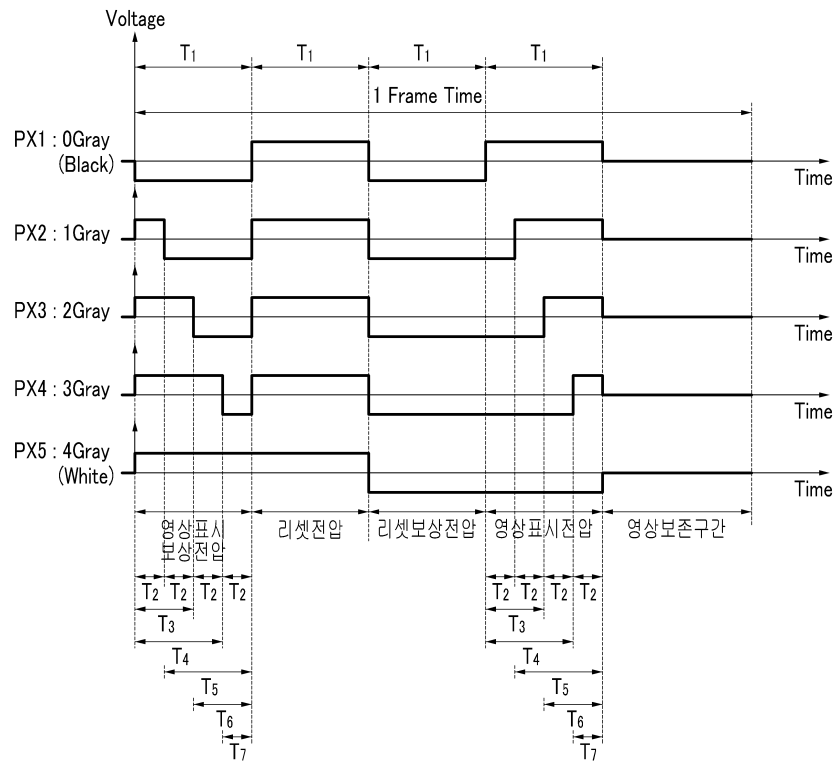 Voltage
T1 T1 T1 T1
1 Frame Time
PX1 : 0Gray
(Black)
Time
PX2 : 1Gray
Time
PX3 : 2Gray
Time
PX4 : 3Gray
Time
PX5 : 4Gray
(White)
Time
영상표시 리셋전압 리셋보상전압 영상표시전압 영상보존구간
보상전압
T2 T2 T2 T2 T2 T2 T2 T2
T3 T3
T4 T4
T5 T5
T6 T6
T7 T7